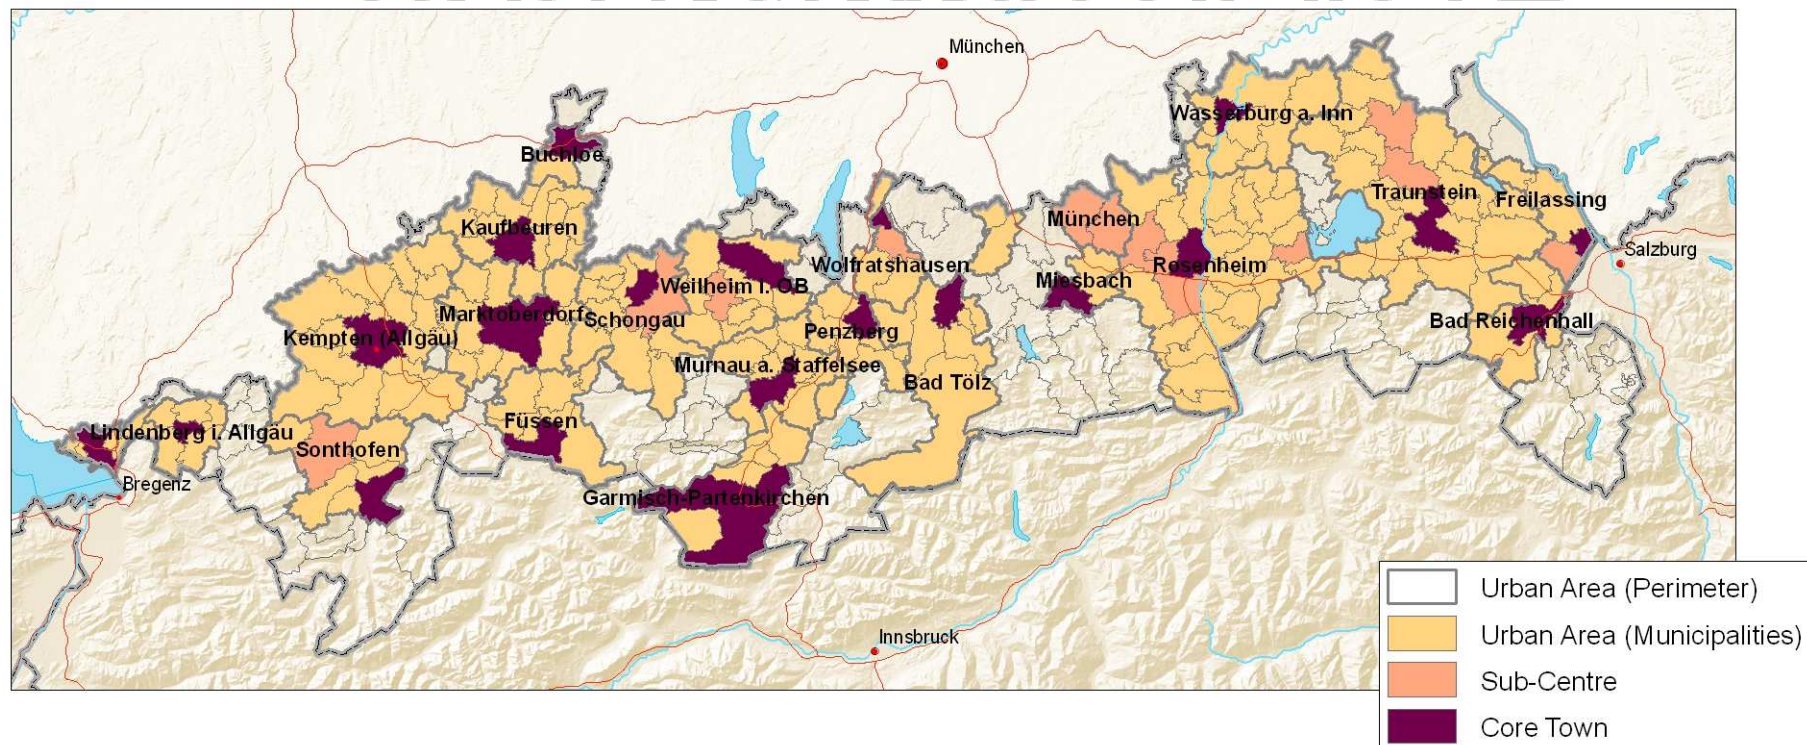 München
Wasserburg a. Inn
Buchloe
Traunstein
Freilassing
München
Kaufbeuren
Salzburg
Wolfratshausen
Rosenheim
Miesbach
Weilheim i. OB
Marktoberdorf
Schongau
Bad Reichenhall
Penzberg
Kempten (Allgäu)
Murnau a. Staffelsee
Bad Tölz
Füssen
Lindenberg i. Allgäu
Sonthofen
Bregenz
Garmisch-Partenkirchen
Innsbruck
Urban Area (Perimeter)
Urban Area (Municipalities)
Sub-Centre
Core Town